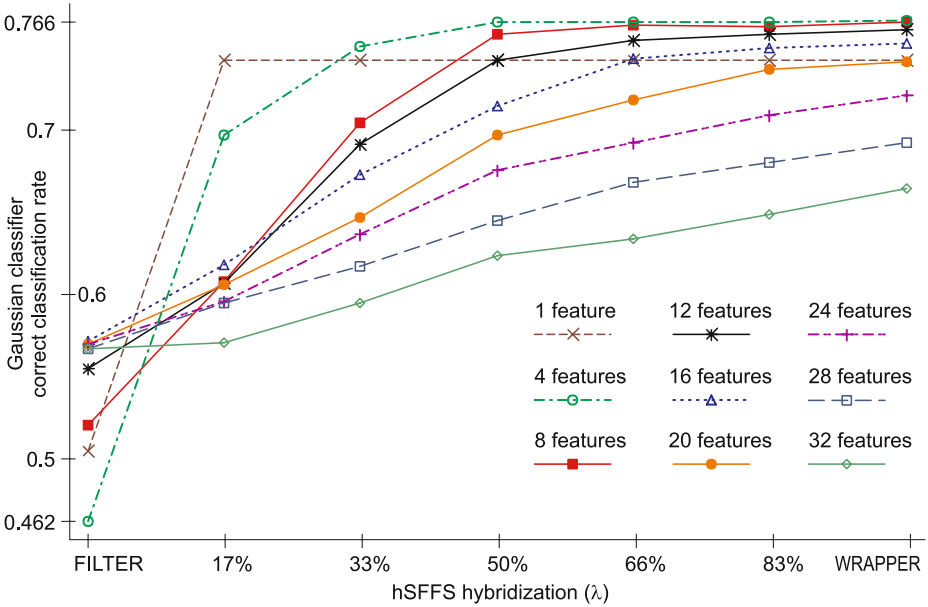 0.766
0.7
0.6
0.5
0.462
Gaussian classifier
correct classification rate
1 features
12 features
24 features
4 features
16 features
28 features
8 features
20 features
32 features
FILTER
17%
33%
50%
66%
83%
WRAPPER
hSFFS hybridization (λ)